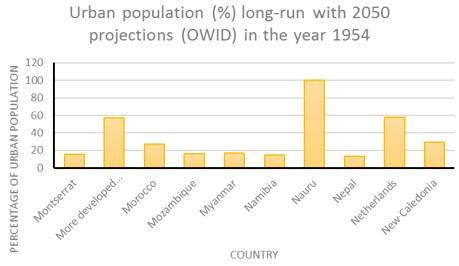 Urban population (%) long-run with 2050
projections (OWID) in the year 1954
PERCENTAGE OF URBAN POPULATION
120
100
80
60
40
20
0
Montserrat
More developed...
Morocco
Mozambique
Myanmar
Namibia
Nauru
Nepal
Netherlands
New Caledonia
COUNTRY